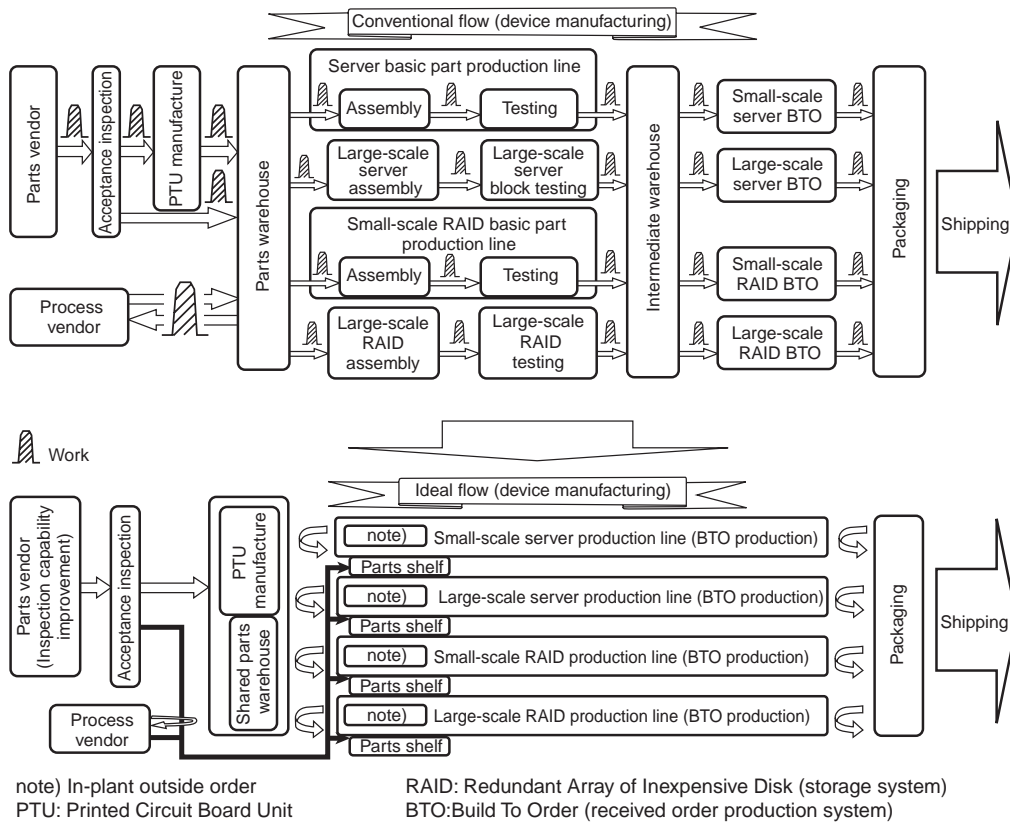 Conventional flow (device manufacturing)
Parts vendor
Acceptance inspection
PTU manufacture
Process
vendor
Parts warehouse
Server basic part production line
Assembly
Testing
Large-scale
server
assembly
Large-scale
server
block testing
Small-scale RAID basic part
production line
Assembly
Testing
Large-scale
RAID
assembly
Large-scale
RAID
testing
Intermediate warehouse
Small-scale
server BTO
Large-scale
server BTO
Small-scale
RAID BTO
Large-scale
RAID BTO
Packaging
Shipping
Work
Ideal flow (device manufacturing)
Parts vendor
(Inspection capability
improvement)
Acceptance inspection
Process
vendor
PTU
manufacture
Shared parts
warehouse
note) Small-scale server production line (BTO production)
Parts shelf
note) Large-scale server production line (BTO production)
Parts shelf
note) Small-scale RAID production line (BTO production)
Parts shelf
note) Large-scale RAID production line (BTO production)
Parts shelf
Packaging
Shipping
note) In-plant outside order
PTU: Printed Circuit Board Unit
RAID: Redundant Array of Inexpensive Disk (storage system)
BTO:Build To Order (received order production system)